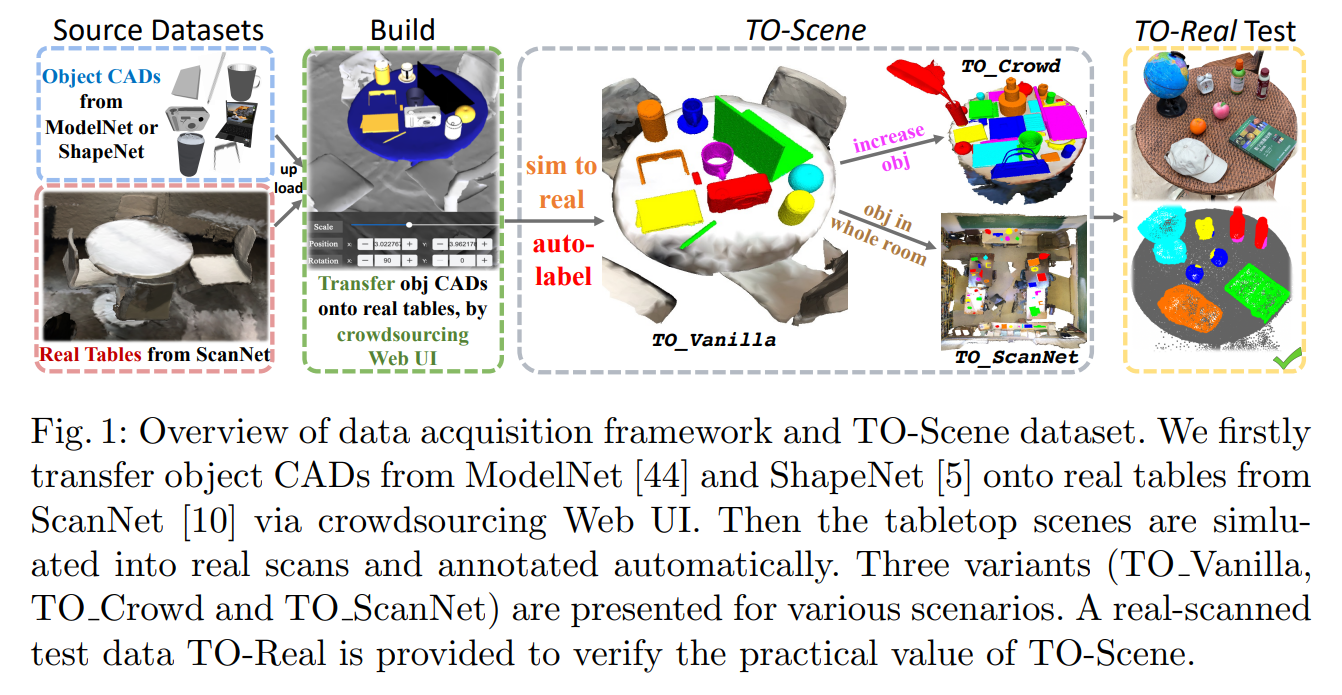 Source Datasets
Object CADs
from
ModelNet or
ShapeNet
Real Tables from ScanNet
up
load
Build
Scale
Position X: — 3.022767 + Y: — 3.962176 +
Rotation X: — 90 + Y: — 0 +
Transfer obj CADs
onto real tables, by
crowdsourcing
Web UI
TO-Scene
sim to
real
auto-
label
TO_Vanilla
increase
obj
TO_Crowd
obj in
whole room
TO_ScanNet
TO-Real Test
Fig. 1: Overview of data acquisition framework and TO-Scene dataset. We firstly
transfer object CADs from ModelNet [44] and ShapeNet [5] onto real tables from
ScanNet [10] via crowdsourcing Web UI. Then the tabletop scenes are simlu-
ated into real scans and annotated automatically. Three variants (TO_Vanilla,
TO_Crowd and TO_ScanNet) are presented for various scenarios. A real-scanned
test data TO-Real is provided to verify the practical value of TO-Scene.